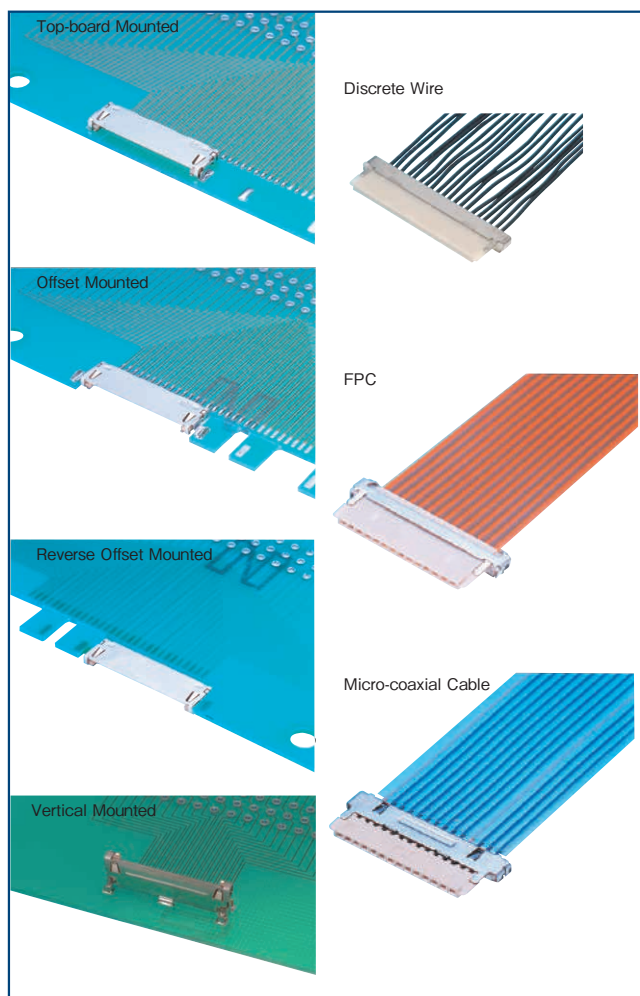 Top-board Mounted
Discrete Wire
Offset Mounted
FPC
Reverse Offset Mounted
Micro-coaxial Cable
Vertical Mounted